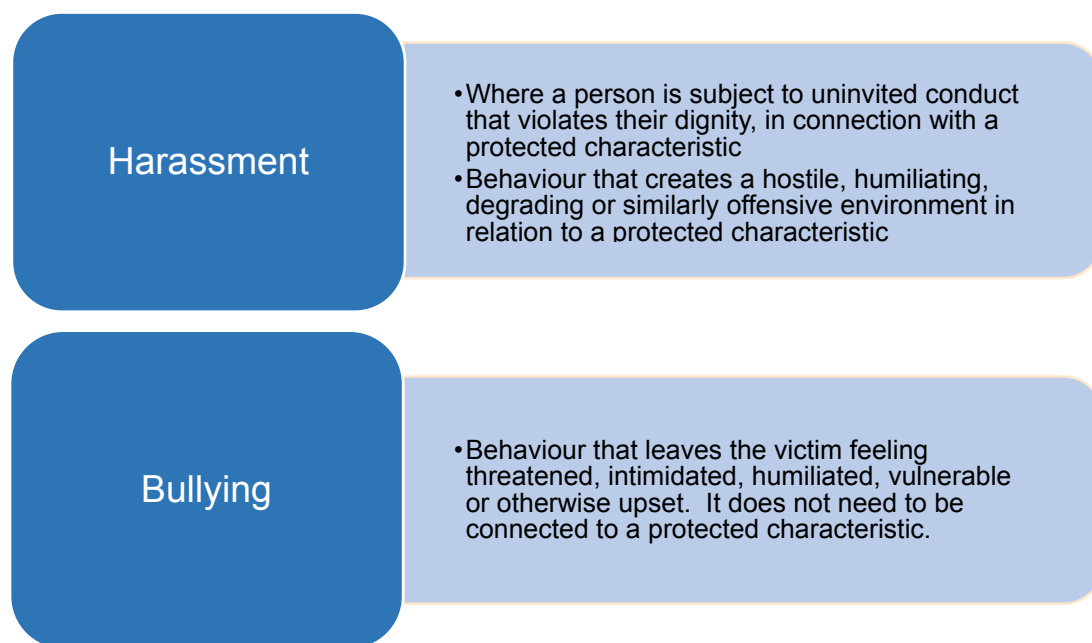 Harassment
•Where a person is subject to uninvited conduct
that violates their dignity, in connection with a
protected characteristic
•Behaviour that creates a hostile, humiliating,
degrading or similarly offensive environment in
relation to a protected characteristic
Bullying
•Behaviour that leaves the victim feeling
threatened, intimidated, humiliated, vulnerable
or otherwise upset.  It does not need to be
connected to a protected characteristic.